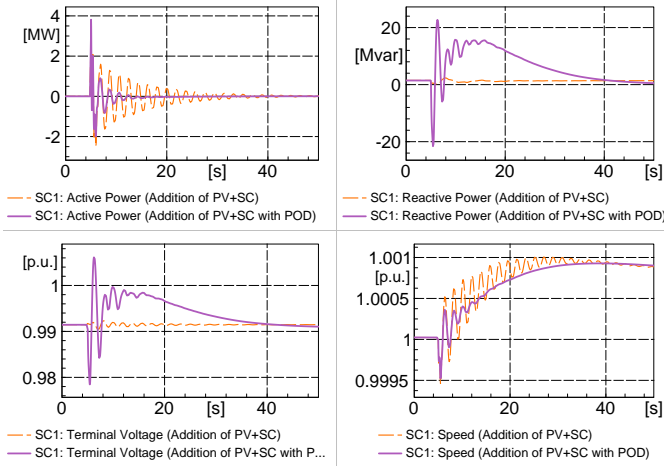 4
[MW]
2
0
-2
0
20
[s]
40
SC1: Active Power (Addition of PV+SC)
SC1: Active Power (Addition of PV+SC with POD)
20
[Mvar]
0
-20
0
20
[s]
40
SC1: Reactive Power (Addition of PV+SC)
SC1: Reactive Power (Addition of PV+SC with POD)
[p.u.]
1
0.99
0.98
0
20
[s]
40
SC1: Terminal Voltage (Addition of PV+SC)
SC1: Terminal Voltage (Addition of PV+SC with P...
1.001
[p.u.]
1.0005
1
0.9995
0
20
[s]
40
SC1: Speed (Addition of PV+SC)
SC1: Speed (Addition of PV+SC with POD)